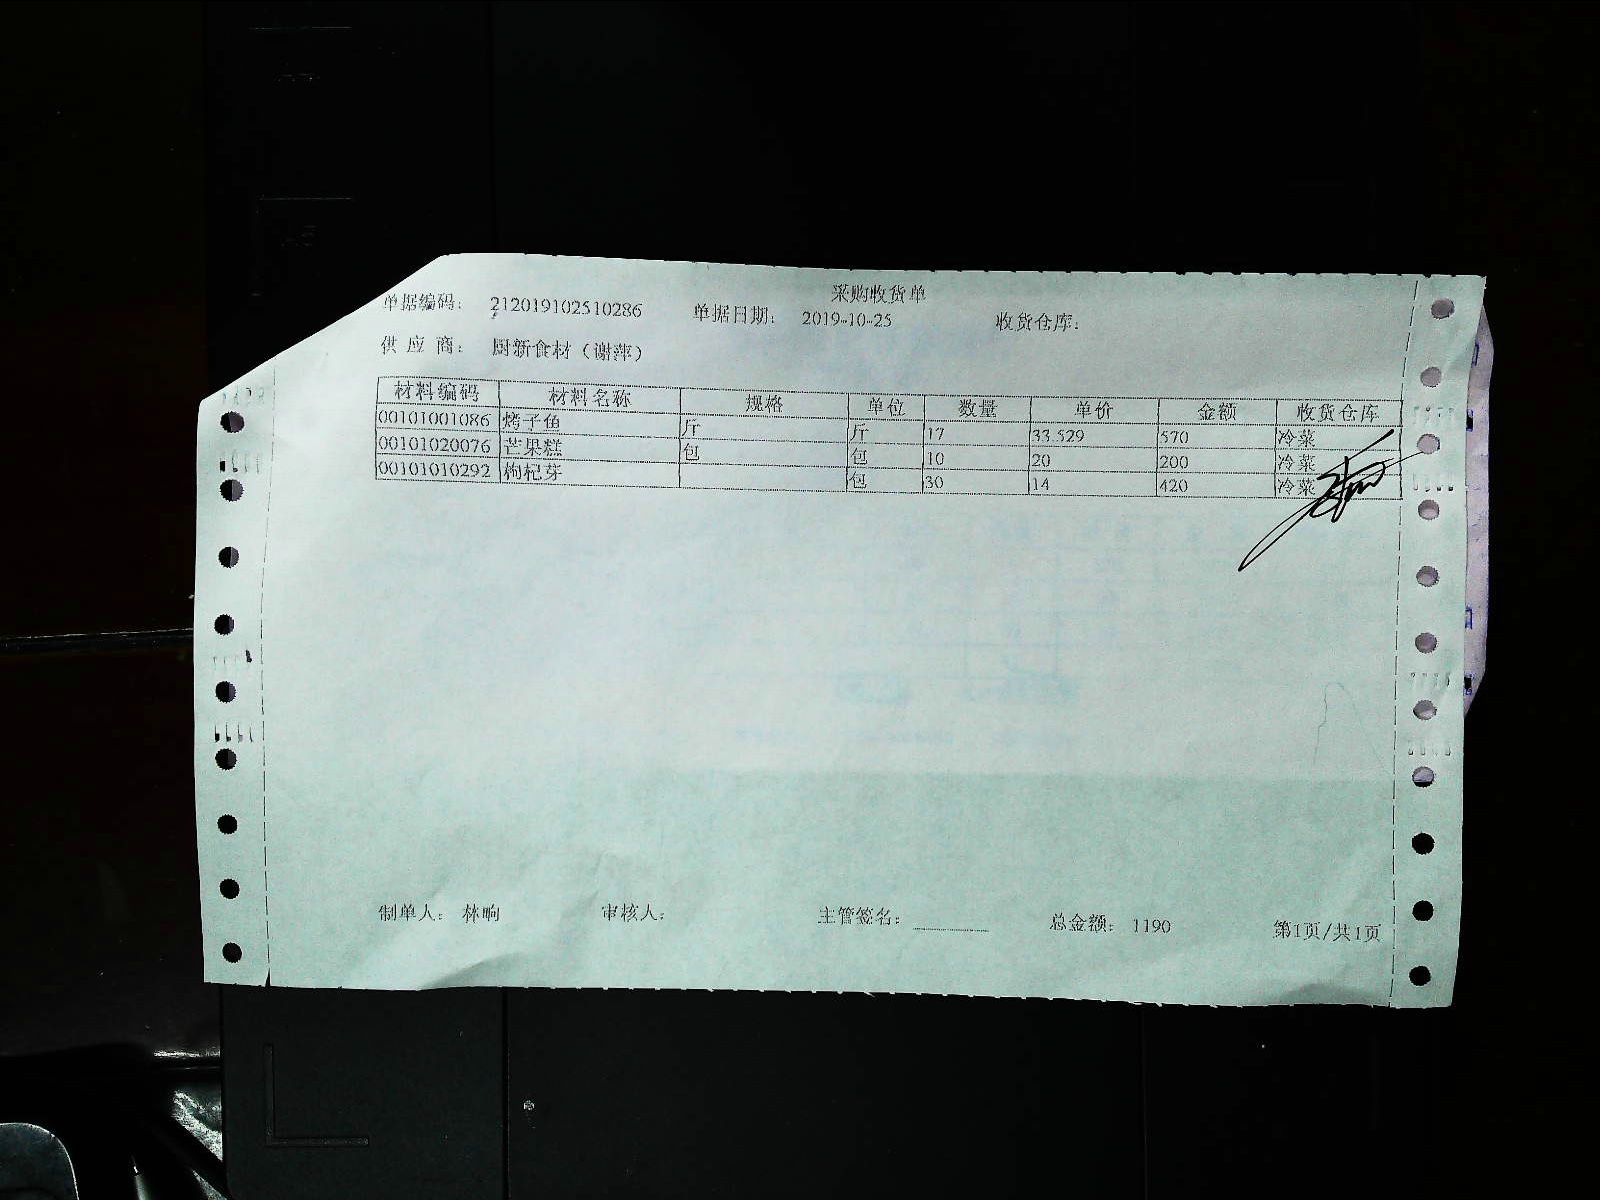 采购收货单
单据编码： 212019102510286 单据日期： 2019-10-25 收货仓库：
供 应 商： 厨新食材（谢萍）
材料编码 材料名称 规格 单位 数量 单价 金额 收货仓库
00101001086 烤子鱼 斤 斤 17 33.529 570 冷菜
00101020076 芒果糕 包 包 10 20 200 冷菜
00101010292 枸杞芽 包 30 14 420 冷菜
制单人： 林晌 审核人： 主管签名： 总金额： 1190 第1页/共1页